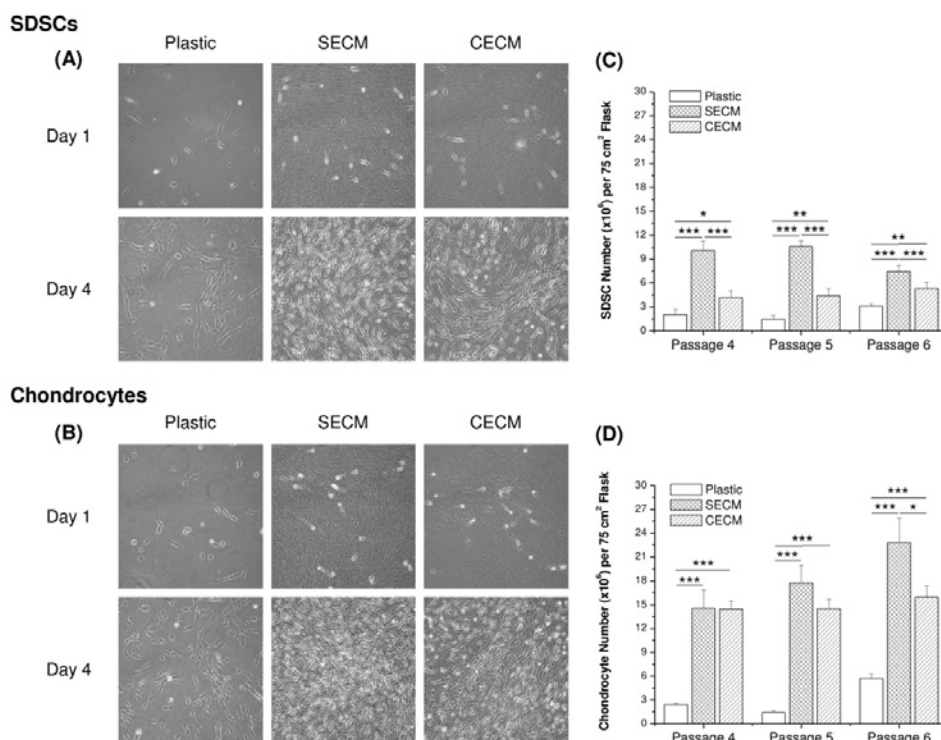 SDSCs
(A)
Plastic SECM CECM
Day 1
Day 4
(C)
Plastic
SECM
CECM
SDSC Number (x10⁶) per 75 cm² Flask
30
27
24
21
18
15
12
9
6
3
0
* ** **
*** *** *** *** *** ***
Passage 4 Passage 5 Passage 6
Chondrocytes
(B)
Plastic SECM CECM
Day 1
Day 4
(D)
Plastic
SECM
CECM
Chondrocyte Number (x10⁶) per 75 cm² Flask
30
27
24
21
18
15
12
9
6
3
0
***
*** *
***
***
***
***
Passage 4 Passage 5 Passage 6